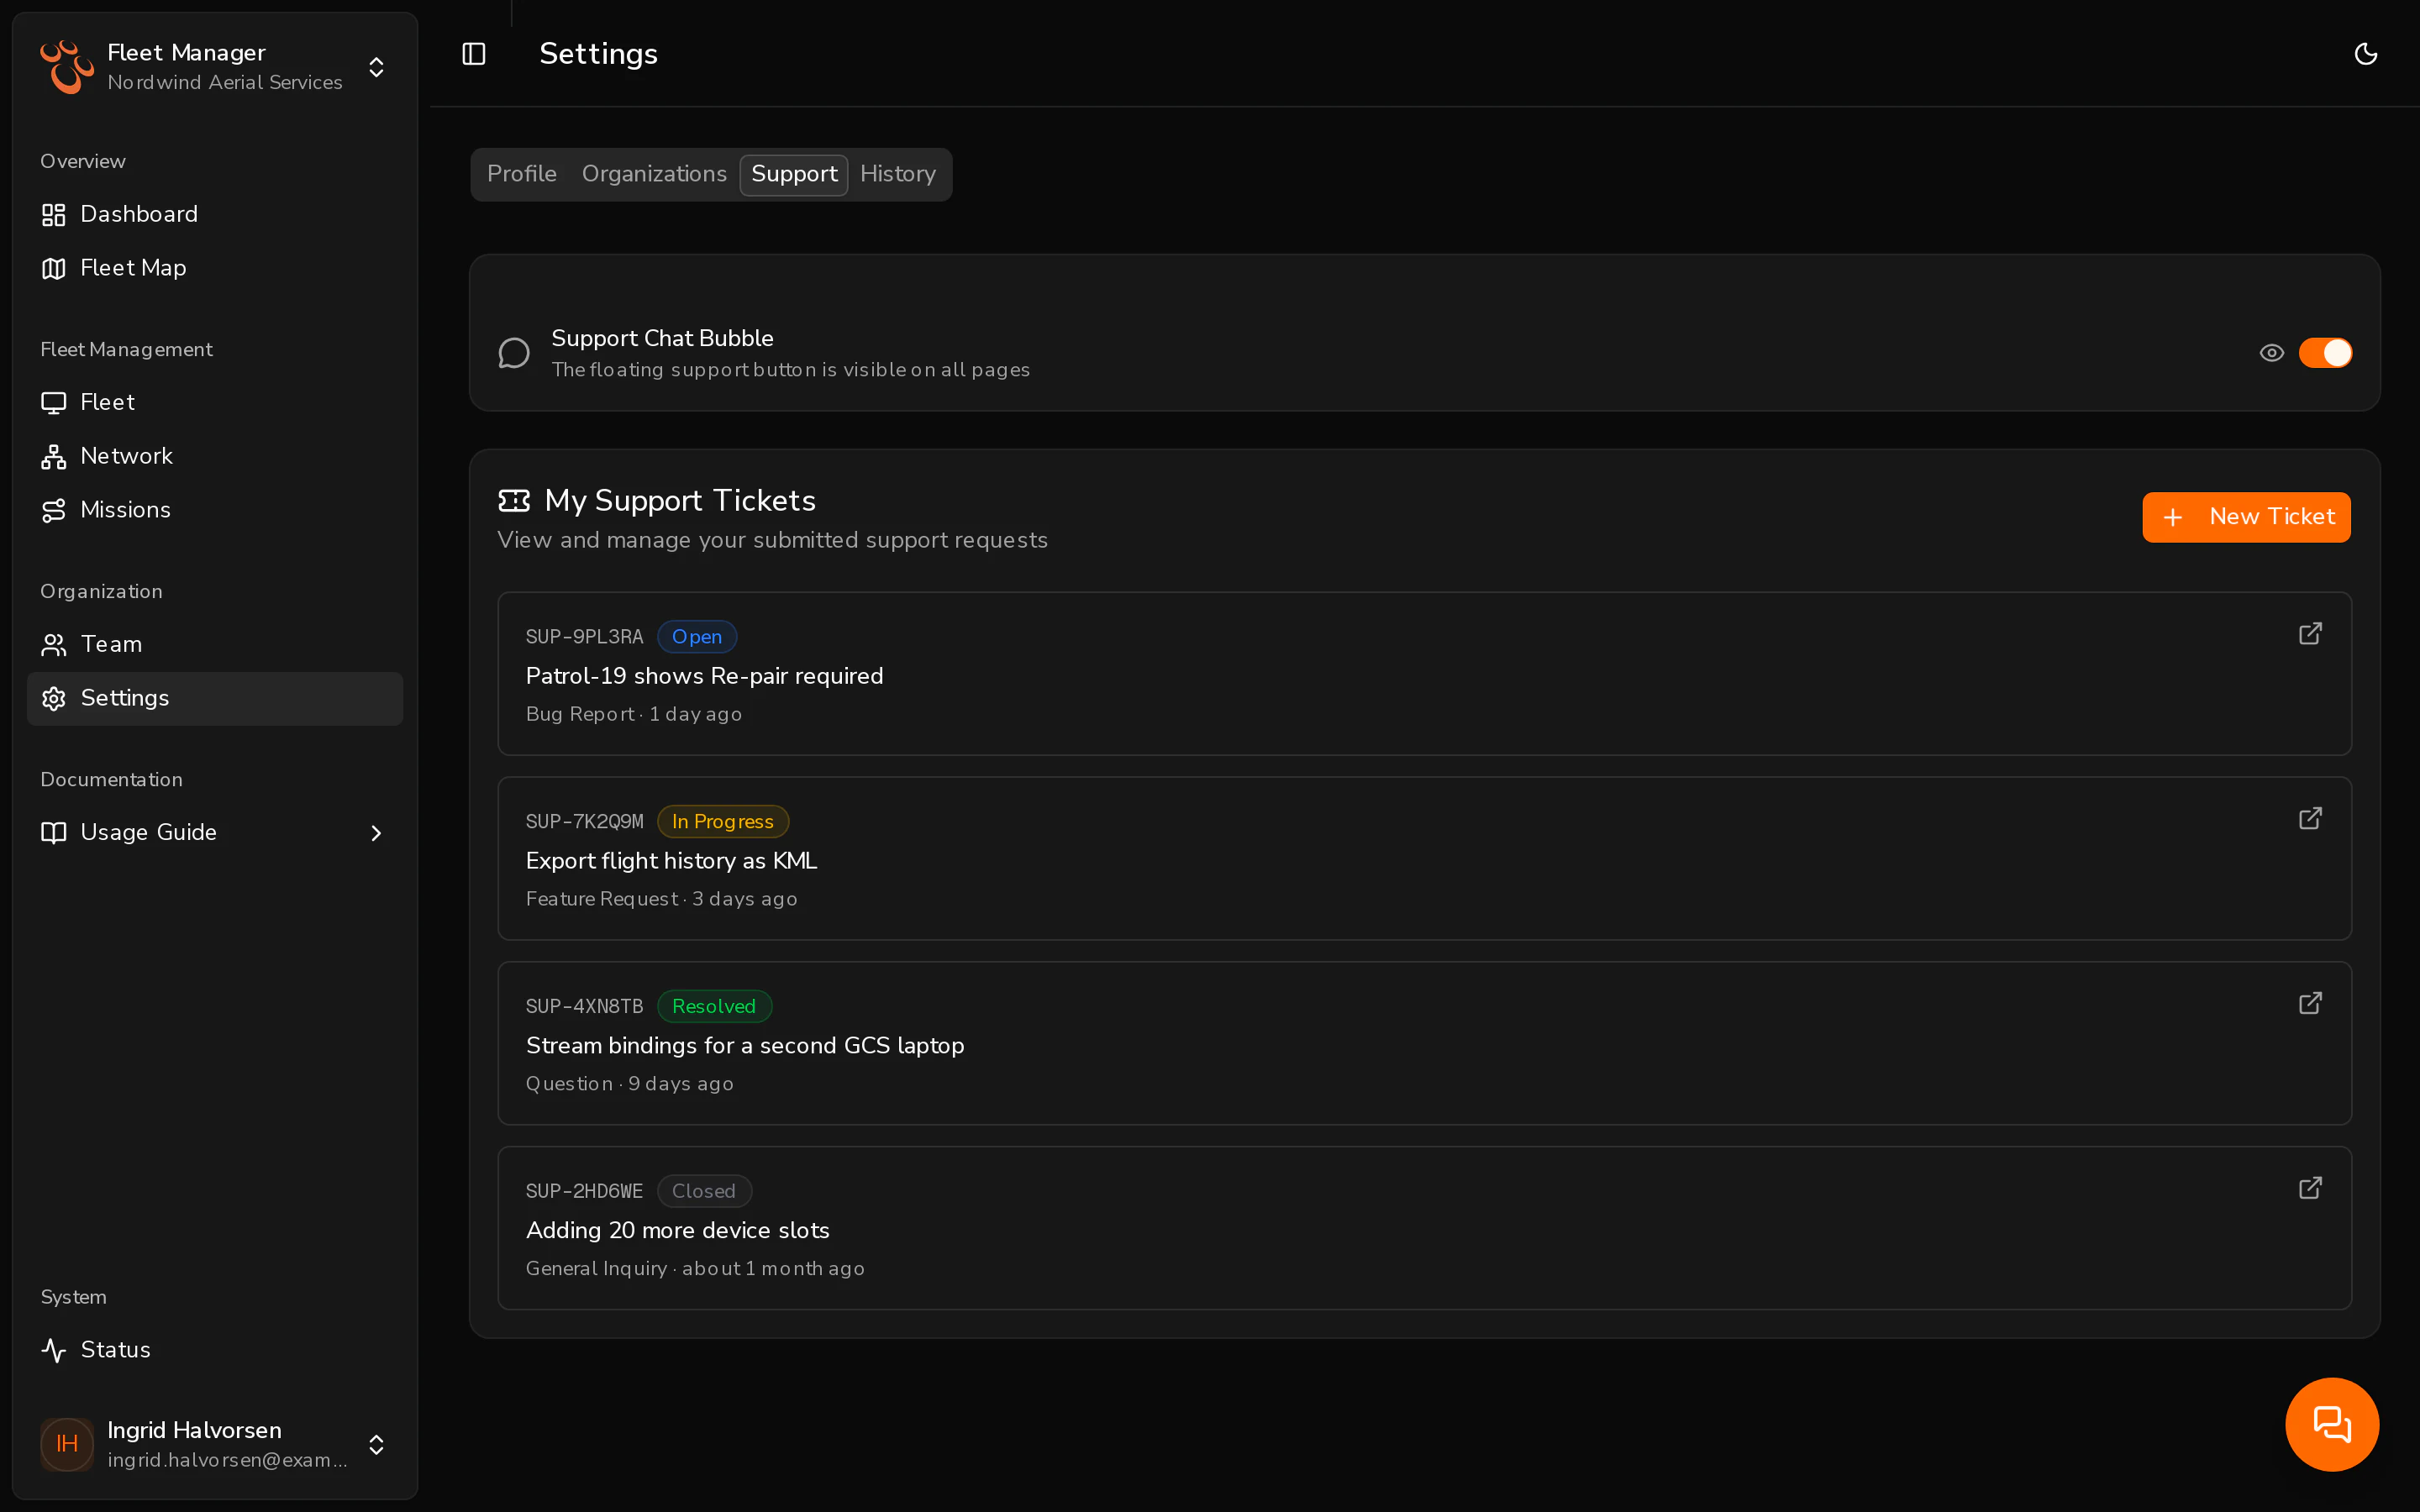 Fleet Manager
Nordwind Aerial Services
Overview
Dashboard
Fleet Map
Fleet Management
Fleet
Network
Missions
Organization
Team
Settings
Documentation
Usage Guide
System
Status
IH
Ingrid Halvorsen
ingrid.halvorsen@exam...
Settings
Profile Organizations Support History
Support Chat Bubble
The floating support button is visible on all pages
My Support Tickets
View and manage your submitted support requests
New Ticket
SUP-9PL3RA Open
Patrol-19 shows Re-pair required
Bug Report · 1 day ago
SUP-7K2Q9M In Progress
Export flight history as KML
Feature Request · 3 days ago
SUP-4XN8TB Resolved
Stream bindings for a second GCS laptop
Question · 9 days ago
SUP-2HD6WE Closed
Adding 20 more device slots
General Inquiry · about 1 month ago